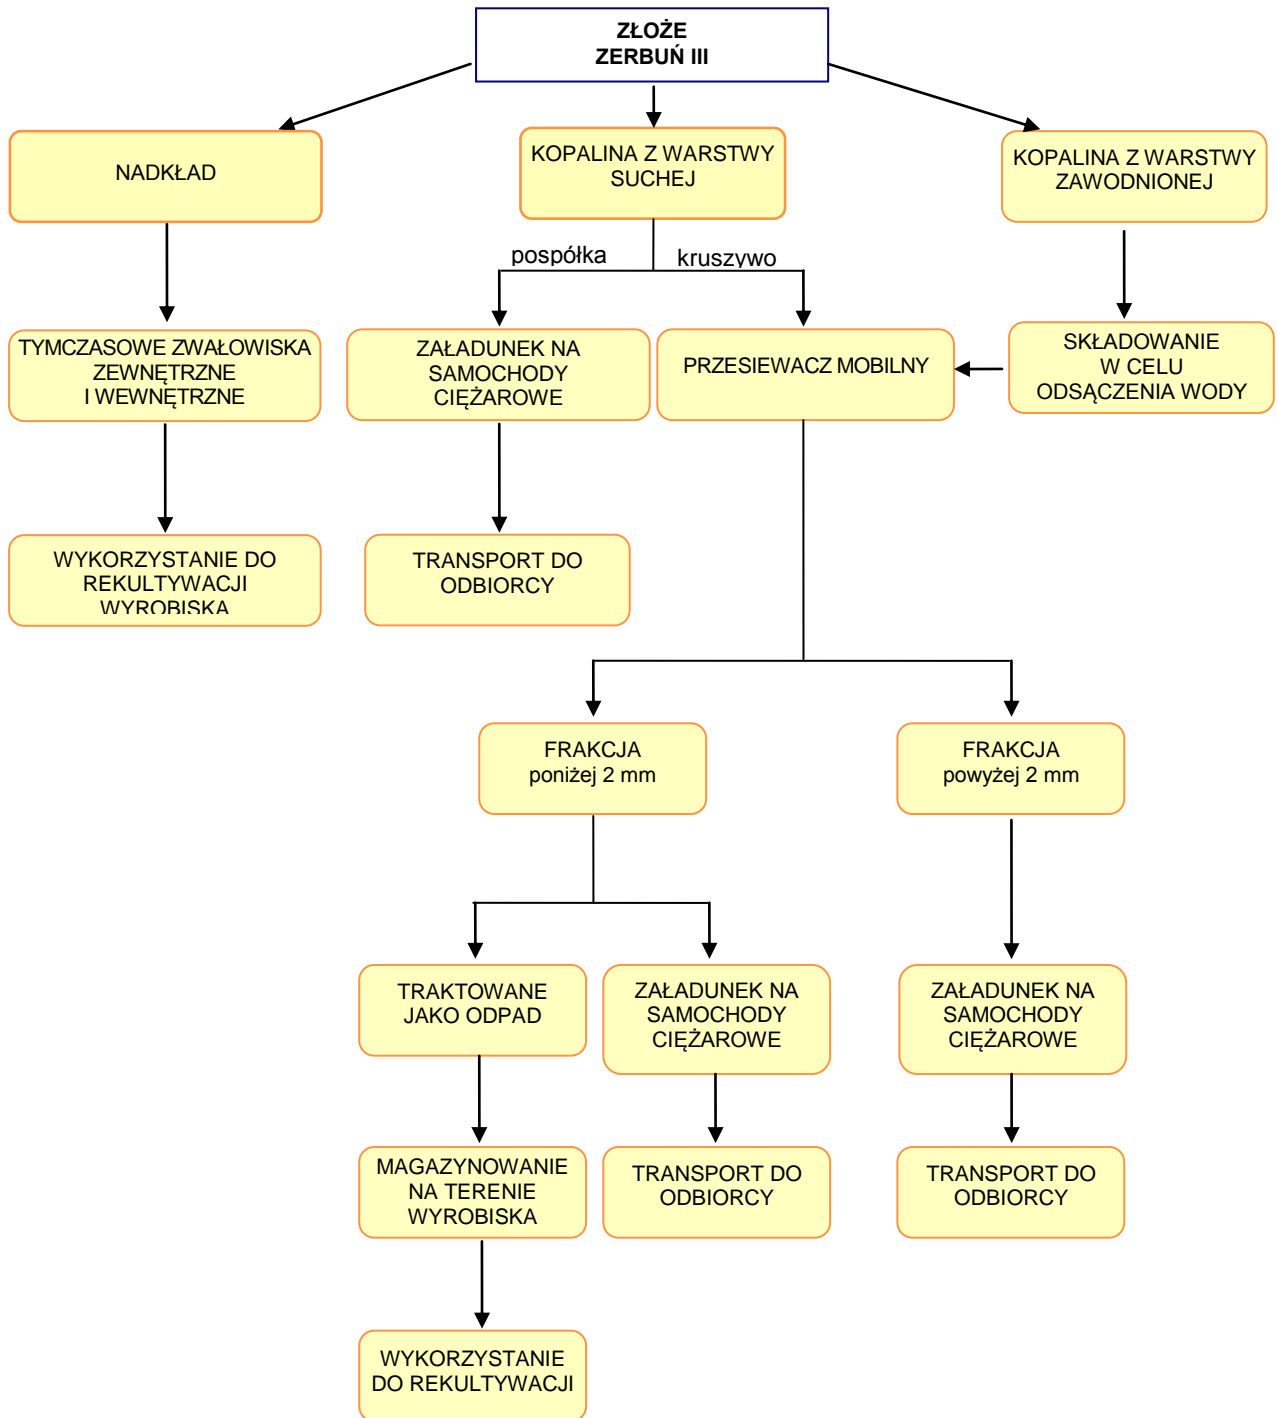 ZŁOŻE
ZERBUŃ III
NADKŁAD
KOPALINA Z WARSTWY
SUCHEJ
KOPALINA Z WARSTWY
ZAWODNIONEJ
pospółka
kruszywo
TYMCZASOWE ZWAŁOWISKA
ZEWNĘTRZNE
I WEWNĘTRZNE
ZAŁADUNEK NA
SAMOCHODY
CIĘŻAROWE
PRZESIEWACZ MOBILNY
SKŁADOWANIE
W CELU
ODSĄCZENIA WODY
WYKORZYSTANIE DO
REKULTYWACJI
WYROBISKA
TRANSPORT DO
ODBIORCY
FRAKCJA
poniżej 2 mm
FRAKCJA
powyżej 2 mm
TRAKTOWANE
JAKO ODPAD
ZAŁADUNEK NA
SAMOCHODY
CIĘŻAROWE
ZAŁADUNEK NA
SAMOCHODY
CIĘŻAROWE
MAGAZYNOWANIE
NA TERENIE
WYROBISKA
TRANSPORT DO
ODBIORCY
TRANSPORT DO
ODBIORCY
WYKORZYSTANIE
DO REKULTYWACJI